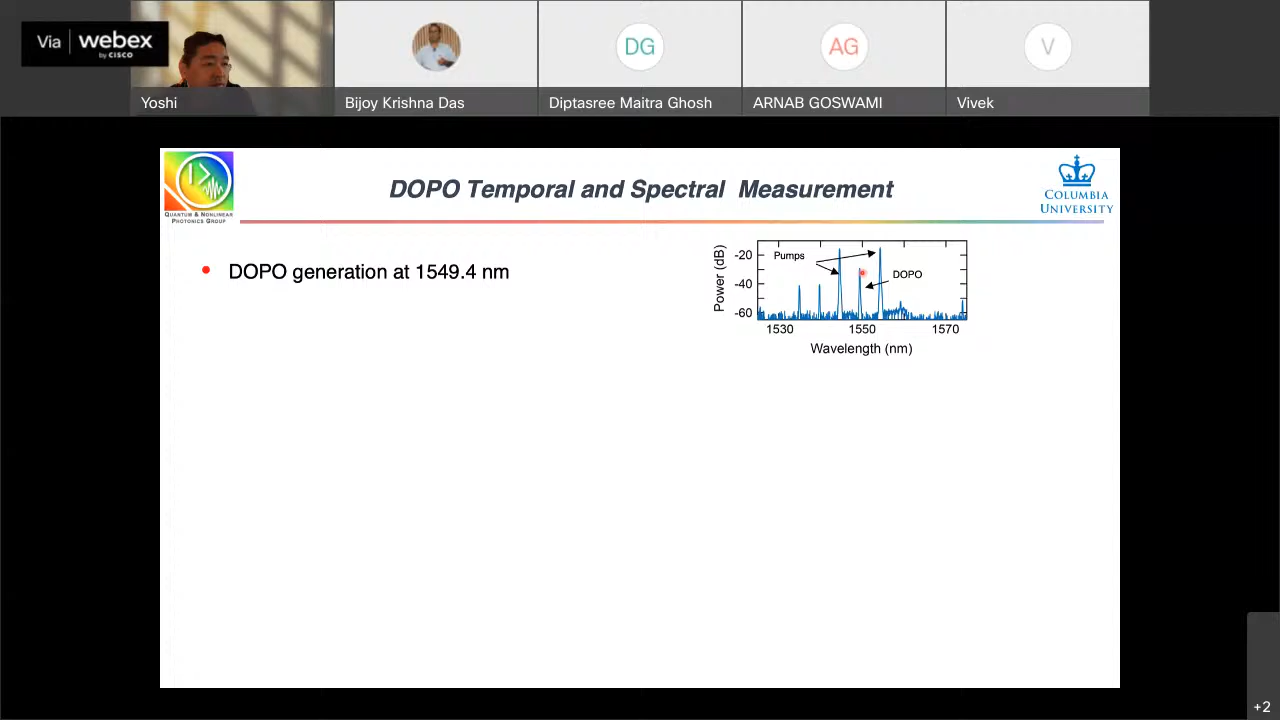 Via webex
by CISCO
Yoshi
Bijoy Krishna Das
DG
Diptasree Maitra Ghosh
AG
ARNAB GOSWAMI
V
Vivek
QUANTUM & NONLINEAR
PHOTONICS GROUP
DOPO Temporal and Spectral Measurement
COLUMBIA
UNIVERSITY
• DOPO generation at 1549.4 nm
Power (dB)
-20
-40
-60
Pumps
DOPO
1530 1550 1570
Wavelength (nm)
+2